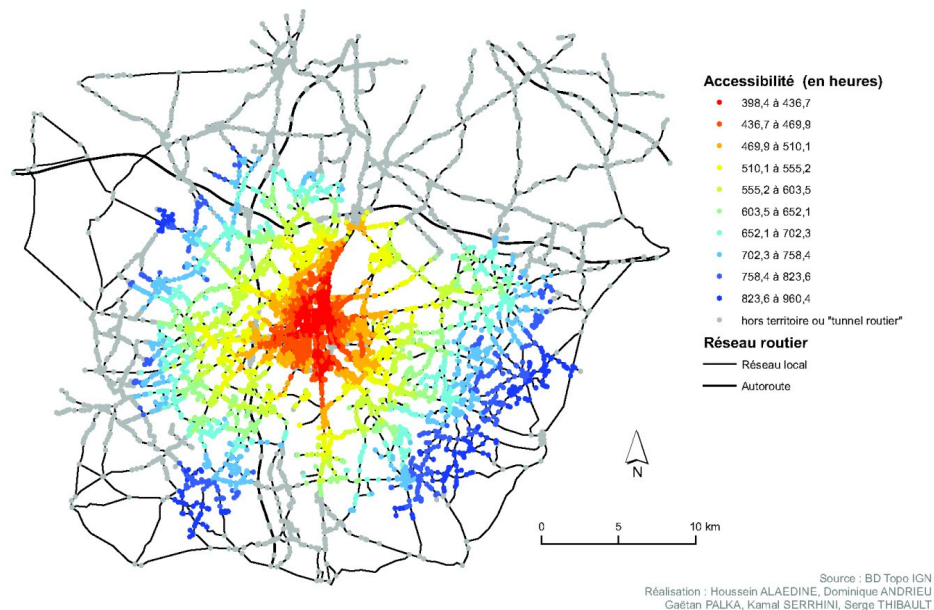 Accessibilité (en heures)
398,4 à 436,7
436,7 à 469,9
469,9 à 510,1
510,1 à 555,2
555,2 à 603,5
603,5 à 652,1
652,1 à 702,3
702,3 à 758,4
758,4 à 823,6
823,6 à 960,4
hors territoire ou "tunnel routier"
Réseau routier
Réseau local
Autoroute
N
0 5 10 km
Source : BD Topo IGN
Réalisation : Houssein ALAEDINE, Dominique ANDRIEU
Gaëtan PALKA, Kamal SERRHINI, Serge THIBAULT